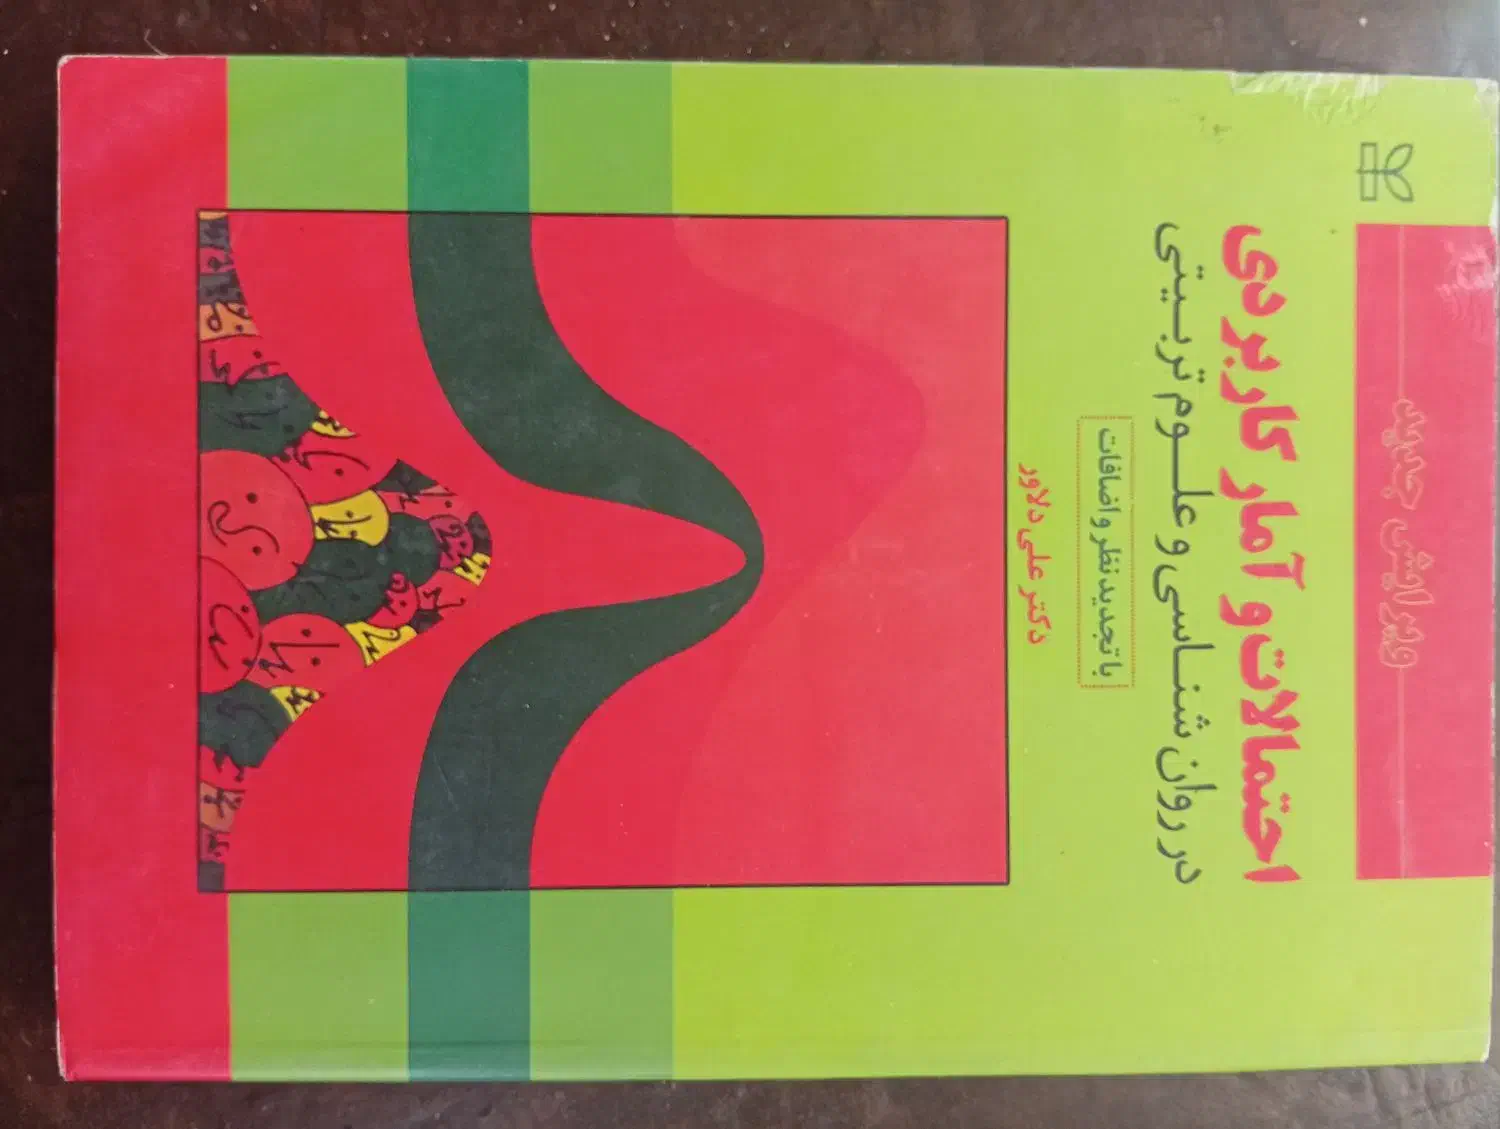 ویرایش جدید
احتمالات و آمار کاربردی
در روان شناسی و علوم تربیتی
با تجدید نظر و اضافات
دکتر علی دلاور